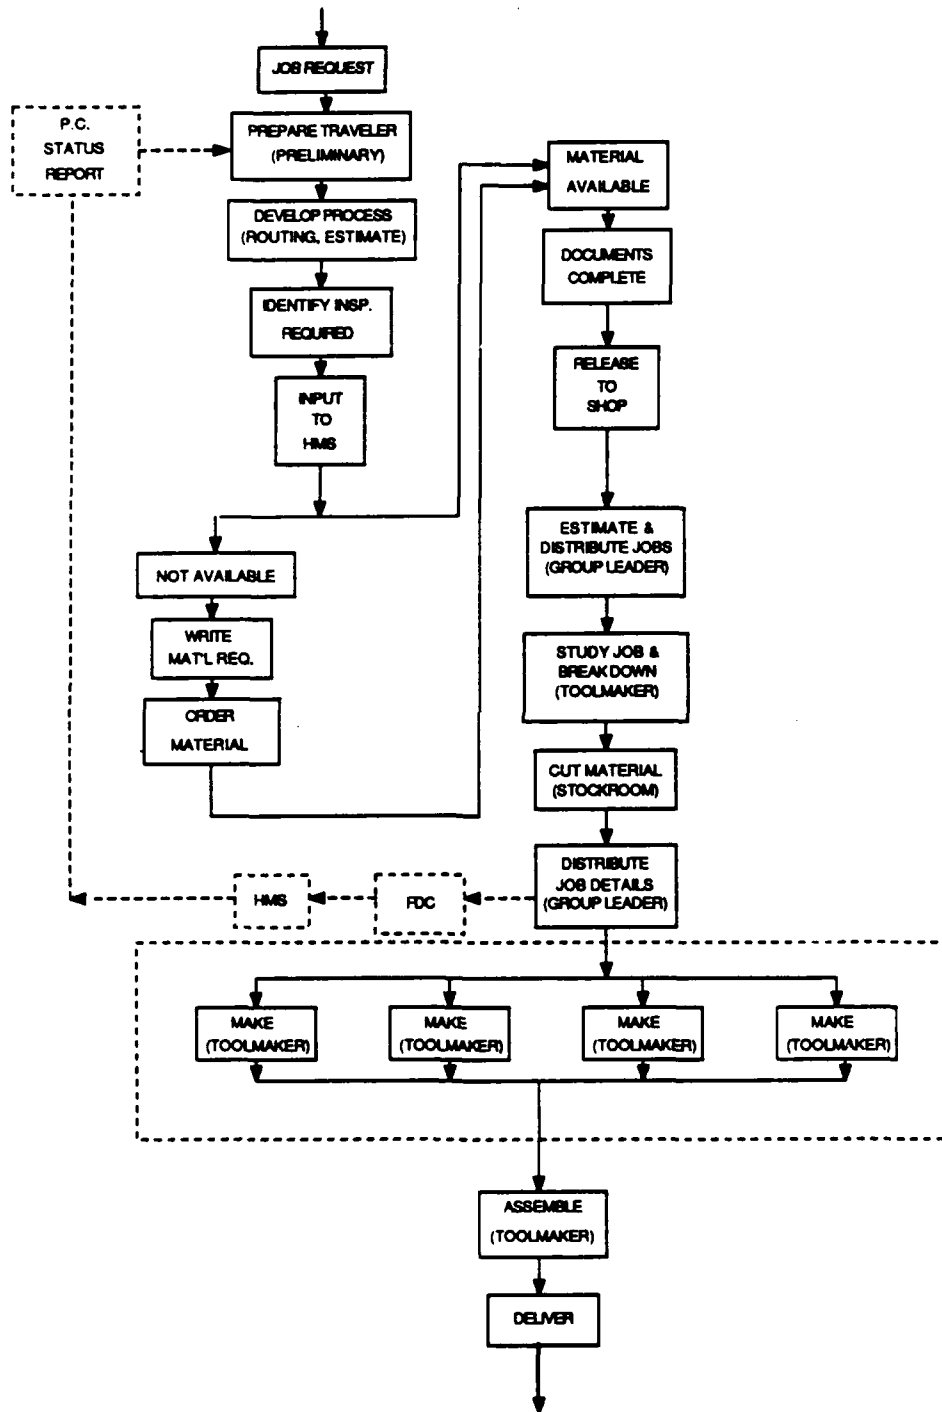 JOB REQUEST
P.C.
STATUS
REPORT
PREPARE TRAVELER
(PRELIMINARY)
DEVELOP PROCESS
(ROUTING, ESTIMATE)
IDENTIFY INSP.
REQUIRED
INPUT
TO
HMS
NOT AVAILABLE
WRITE
MAT'L REQ.
ORDER
MATERIAL
MATERIAL
AVAILABLE
DOCUMENTS
COMPLETE
RELEASE
TO
SHOP
ESTIMATE &
DISTRIBUTE JOBS
(GROUP LEADER)
STUDY JOB &
BREAK DOWN
(TOOLMAKER)
CUT MATERIAL
(STOCKROOM)
DISTRIBUTE
JOB DETAILS
(GROUP LEADER)
FDC
HMS
MAKE
(TOOLMAKER)
MAKE
(TOOLMAKER)
MAKE
(TOOLMAKER)
MAKE
(TOOLMAKER)
ASSEMBLE
(TOOLMAKER)
DELIVER